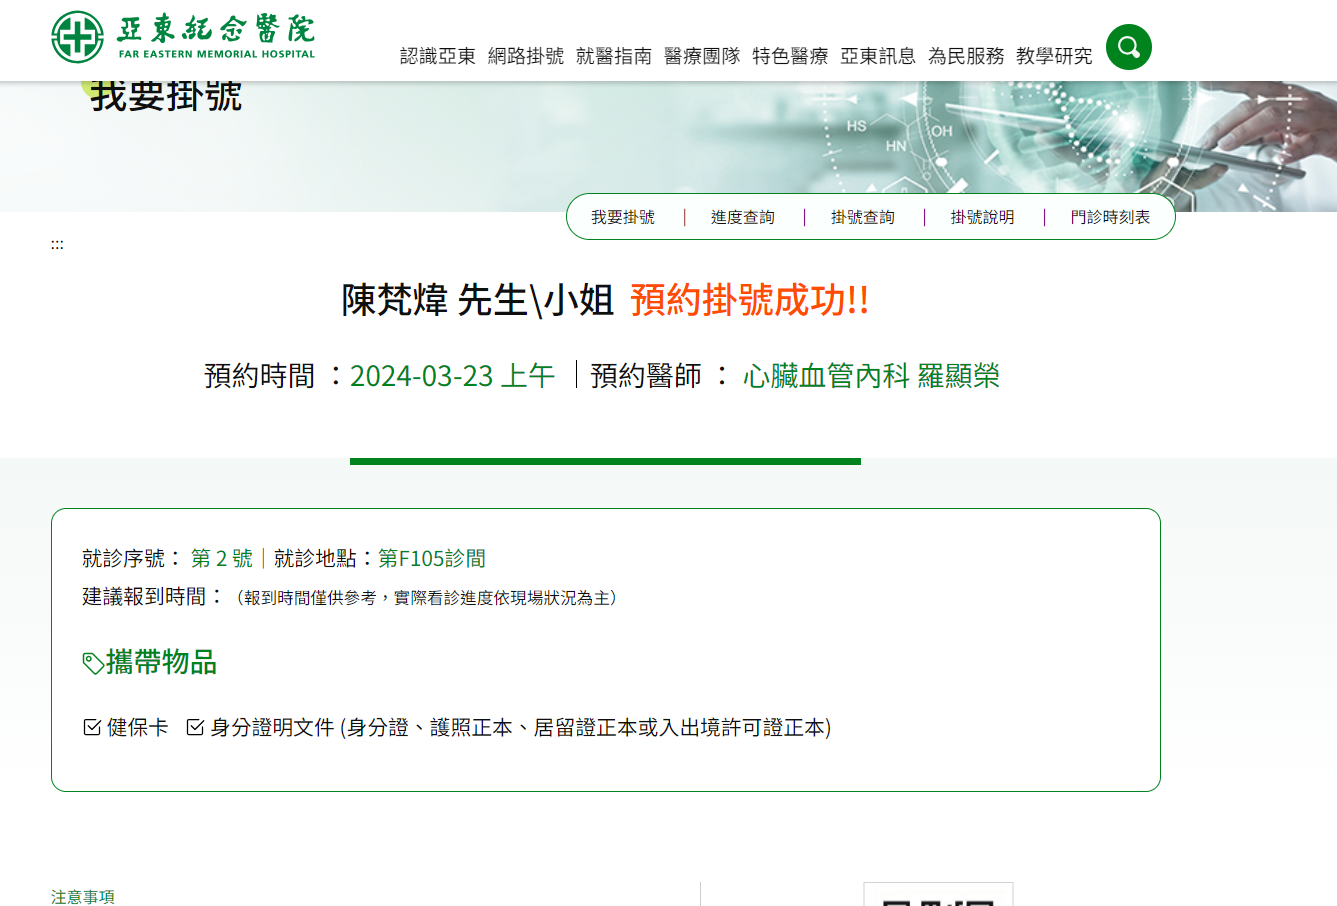 亞東紀念醫院
FAR EASTERN MEMORIAL HOSPITAL
認識亞東 網路掛號 就醫指南 醫療團隊 特色醫療 亞東訊息 為民服務 教學研究
我要掛號
HS
OH
HN
我要掛號 | 進度查詢 | 掛號查詢 | 掛號說明 | 門診時刻表
:::
陳梵煒 先生\小姐 預約掛號成功!!
預約時間 ：2024-03-23 上午 ｜預約醫師 ： 心臟血管內科 羅顯榮
就診序號： 第 2 號｜就診地點：第F105診間
建議報到時間：（報到時間僅供參考，實際看診進度依現場狀況為主）
攜帶物品
健保卡 身分證明文件 (身分證、護照正本、居留證正本或入出境許可證正本)
注意事項